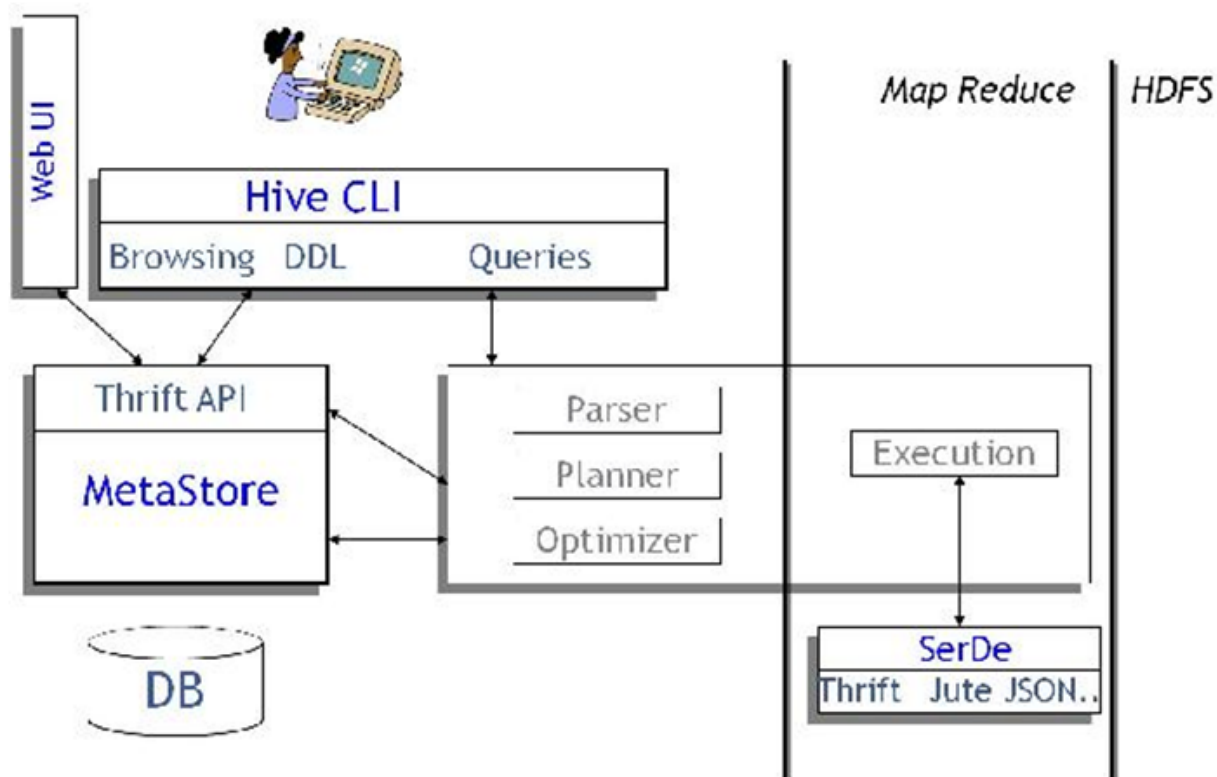 Web UI
Map Reduce
HDFS
Hive CLI
Browsing DDL Queries
Thrift API
MetaStore
Parser
Planner
Optimizer
Execution
DB
SerDe
Thrift Jute JSON..